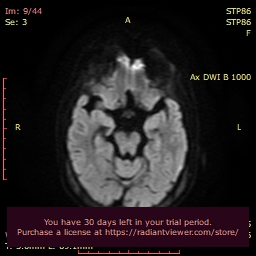 Im: 9/44
Se: 3
A
STP86
STP86
F
Ax DWI B 1000
R
L
You have 30 days left in your trial period.
Purchase a license at https://radiantviewer.com/store/